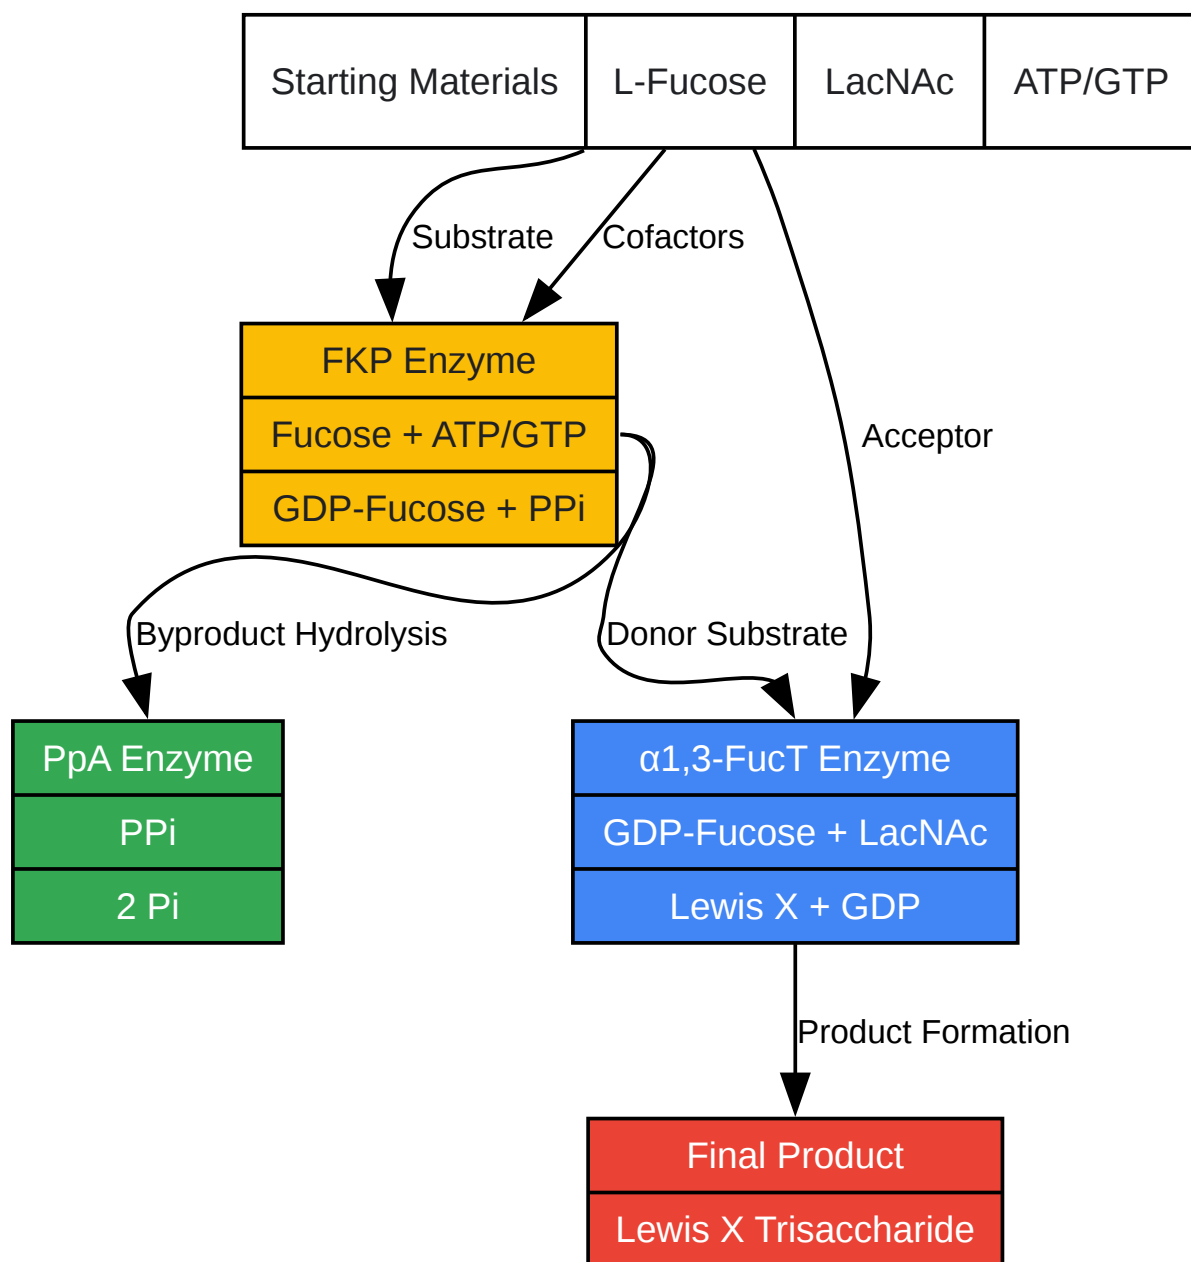 Starting Materials
L-Fucose
LacNAc
ATP/GTP
Substrate
Cofactors
FKP Enzyme
Fucose + ATP/GTP
GDP-Fucose + PPi
Acceptor
Byproduct Hydrolysis
Donor Substrate
PpA Enzyme
PPi
2 Pi
α1,3-FucT Enzyme
GDP-Fucose + LacNAc
Lewis X + GDP
Product Formation
Final Product
Lewis X Trisaccharide